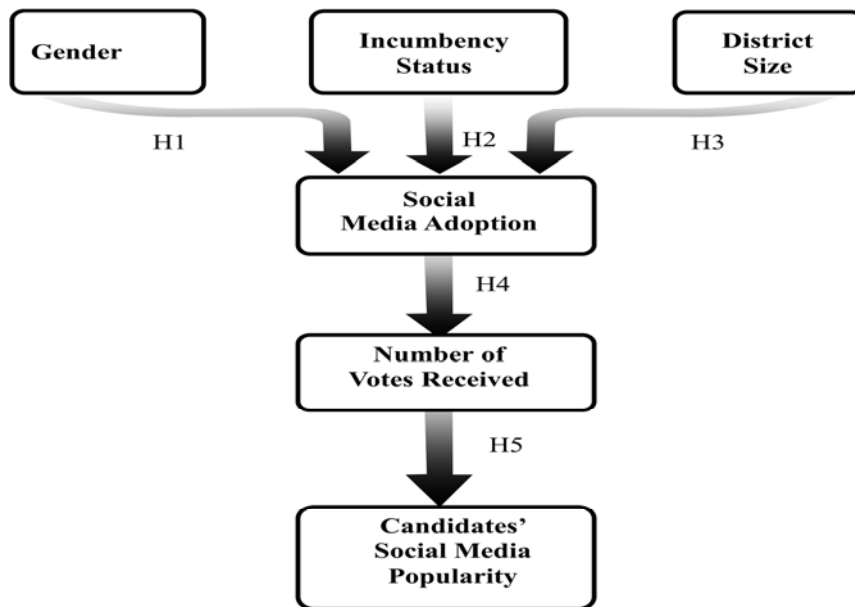 Gender
Incumbency
Status
District
Size
H1
H2
H3
Social
Media Adoption
H4
Number of
Votes Received
H5
Candidates’
Social Media
Popularity